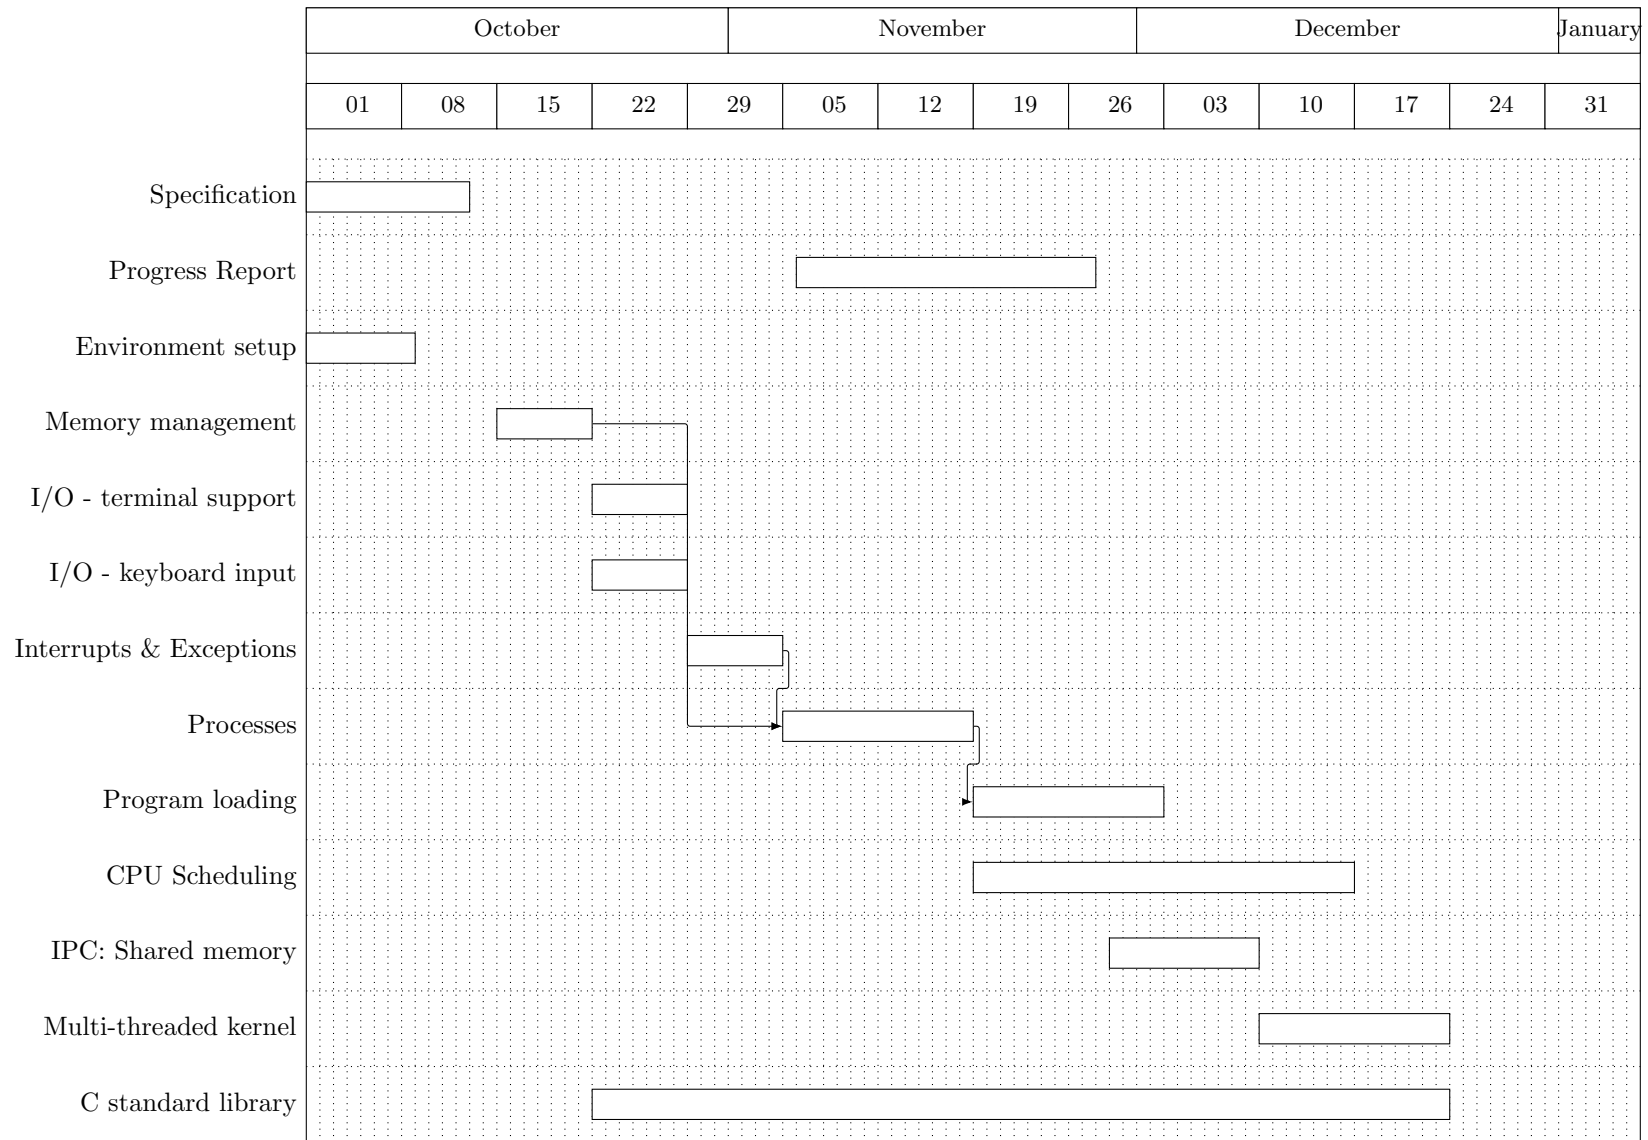 October November December January
01 08 15 22 29 05 12 19 26 03 10 17 24 31
Specification
Progress Report
Environment setup
Memory management
I/O - terminal support
I/O - keyboard input
Interrupts & Exceptions
Processes
Program loading
CPU Scheduling
IPC: Shared memory
Multi-threaded kernel
C standard library